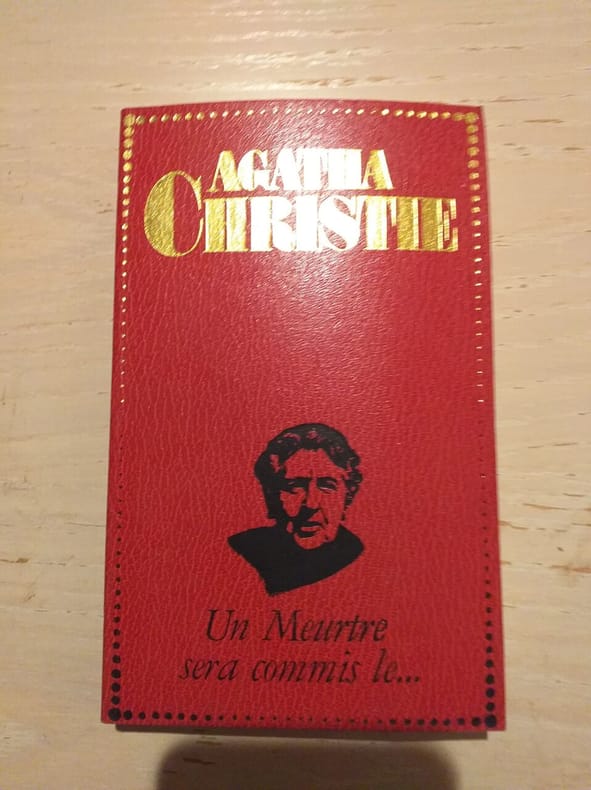 AGATHA
CHRISTIE
Un Meurtre
sera commis le...